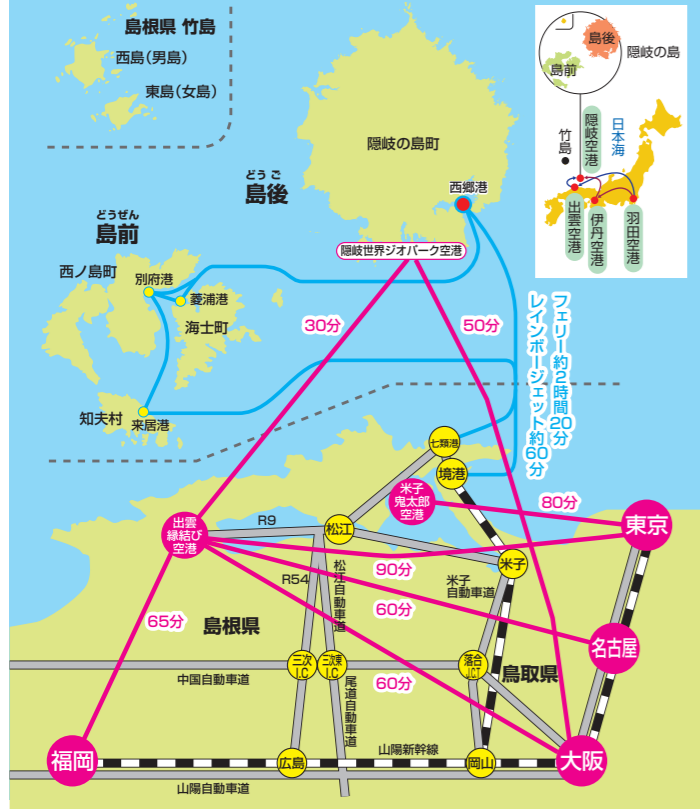 島根県 竹島
西島(男島)
東島(女島)
島後
島前
隠岐の島
竹島
日本海
隠岐空港
出雲空港
伊丹空港
羽田空港
隠岐の島町
西郷港
どうご
島後
どうぜん
島前
隠岐世界ジオパーク空港
西ノ島町
別府港
菱浦港
海士町
知夫村
来居港
30分
50分
フェリー約2時間20分
レインボージェット約60分
七類港
境港
米子
鬼太郎
空港
80分
東京
出雲
縁結び
空港
R9
松江
90分
米子
米子
自動車道
R54
松江自動車道
60分
65分
島根県
名古屋
三次
I.C
三次東
I.C
落合
JCT
鳥取県
中国自動車道
尾道自動車道
60分
福岡
広島
山陽新幹線
岡山
大阪
山陽自動車道